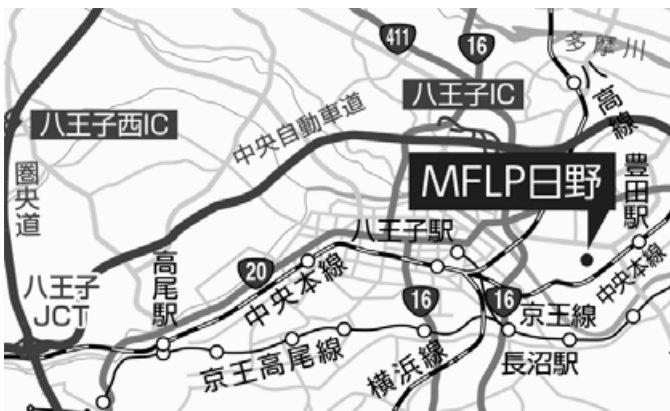 411
16
多摩川
八高線
八王子IC
八王子西IC
中央自動車道
圏央道
MFLP日野
豊田駅
八王子駅
高尾駅
20
中央本線
中央本線
八王子
JCT
16
16
京王線
京王高尾線
横浜線
長沼駅